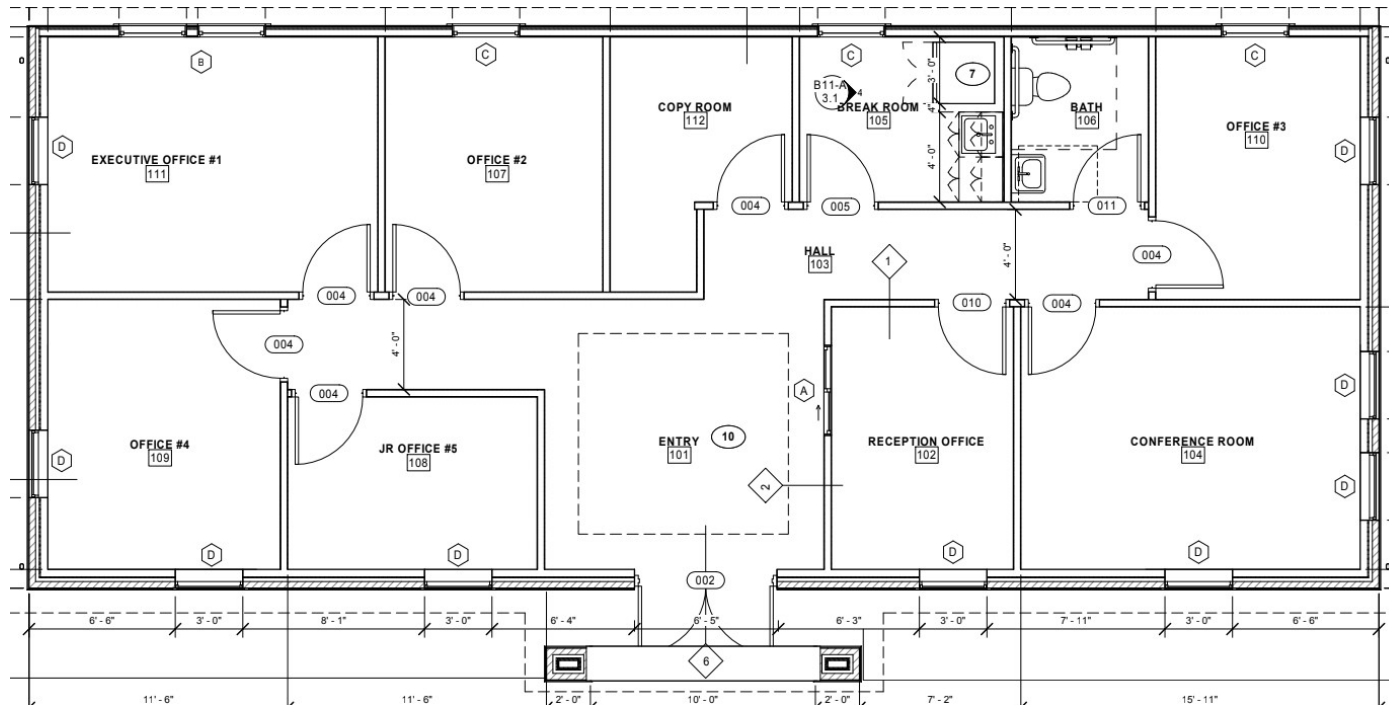 B
C
C
C
7
3' - 0"
4"
B11-A
3.1
4
COPY ROOM
112
BREAK ROOM
105
BATH
106
OFFICE #3
110
D
D
EXECUTIVE OFFICE #1
111
OFFICE #2
107
4' - 0"
004
005
011
HALL
103
1
4' - 0"
004
004
004
010
004
004
4' - 0"
004
A
D
OFFICE #4
109
JR OFFICE #5
108
ENTRY
101
10
RECEPTION OFFICE
102
CONFERENCE ROOM
104
D
2
D
D
D
D
D
002
6' - 6"
3' - 0"
8' - 1"
3' - 0"
6' - 4"
6' - 5"
6' - 3"
3' - 0"
7' - 11"
3' - 0"
6' - 6"
6
11' - 6"
11' - 6"
2' - 0"
10' - 0"
2' - 0"
7' - 2"
15' - 11"